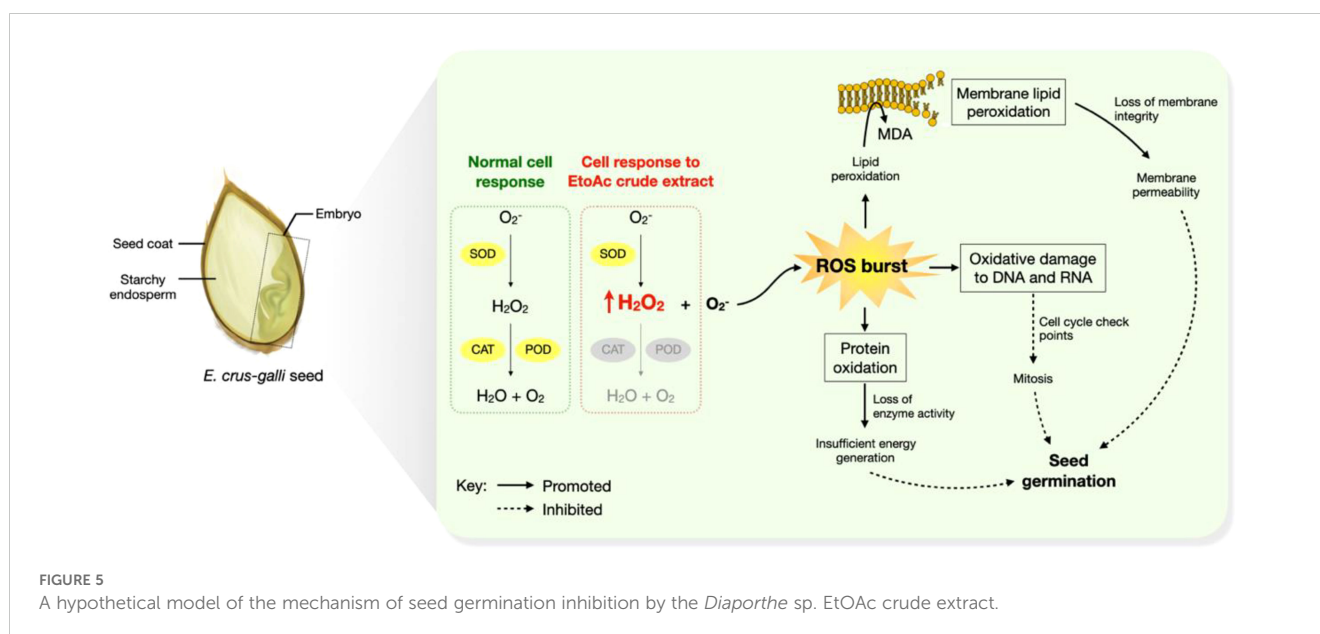 Seed coat
Starchy
endosperm
Embryo
E. crus-galli seed
Normal cell
response
O₂⁻
SOD
H₂O₂
CAT
POD
H₂O + O₂
Cell response to
EtoAc crude extract
O₂⁻
SOD
↑H₂O₂ + O₂⁻
CAT
POD
H₂O + O₂
Key: Promoted
Inhibited
ROS burst
Lipid
peroxidation
MDA
Membrane lipid
peroxidation
Loss of membrane
integrity
Membrane
permeability
Oxidative damage
to DNA and RNA
Cell cycle check
points
Mitosis
Protein
oxidation
Loss of
enzyme activity
Insufficient energy
generation
Seed
germination
FIGURE 5
A hypothetical model of the mechanism of seed germination inhibition by the Diaporthe sp. EtOAc crude extract.